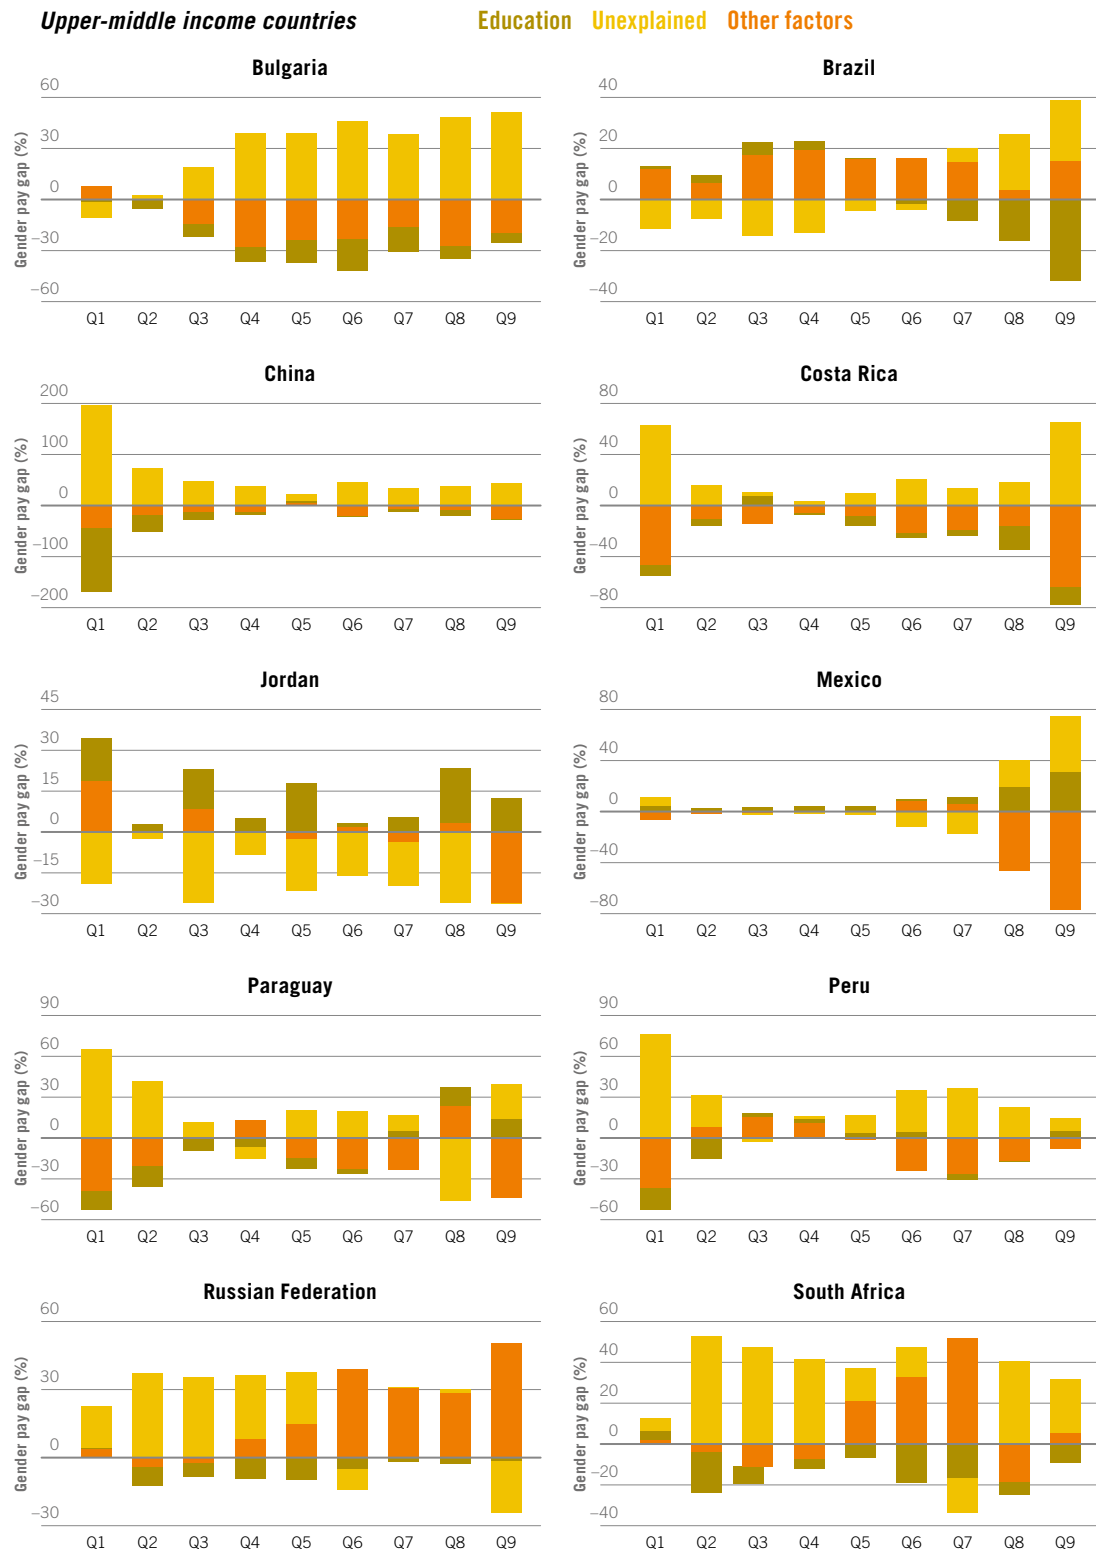 Upper-middle income countries Education Unexplained Other factors
Bulgaria
Gender pay gap (%)
60
30
0
–30
–60
Q1 Q2 Q3 Q4 Q5 Q6 Q7 Q8 Q9
Brazil
Gender pay gap (%)
40
20
0
–20
–40
Q1 Q2 Q3 Q4 Q5 Q6 Q7 Q8 Q9
China
Gender pay gap (%)
200
100
0
–100
–200
Q1 Q2 Q3 Q4 Q5 Q6 Q7 Q8 Q9
Costa Rica
Gender pay gap (%)
80
40
0
–40
–80
Q1 Q2 Q3 Q4 Q5 Q6 Q7 Q8 Q9
Jordan
Gender pay gap (%)
45
30
15
0
–15
–30
Q1 Q2 Q3 Q4 Q5 Q6 Q7 Q8 Q9
Mexico
Gender pay gap (%)
80
40
0
–40
–80
Q1 Q2 Q3 Q4 Q5 Q6 Q7 Q8 Q9
Paraguay
Gender pay gap (%)
90
60
30
0
–30
–60
Q1 Q2 Q3 Q4 Q5 Q6 Q7 Q8 Q9
Peru
Gender pay gap (%)
90
60
30
0
–30
–60
Q1 Q2 Q3 Q4 Q5 Q6 Q7 Q8 Q9
Russian Federation
Gender pay gap (%)
60
30
0
–30
Q1 Q2 Q3 Q4 Q5 Q6 Q7 Q8 Q9
South Africa
Gender pay gap (%)
60
40
20
0
–20
–40
Q1 Q2 Q3 Q4 Q5 Q6 Q7 Q8 Q9